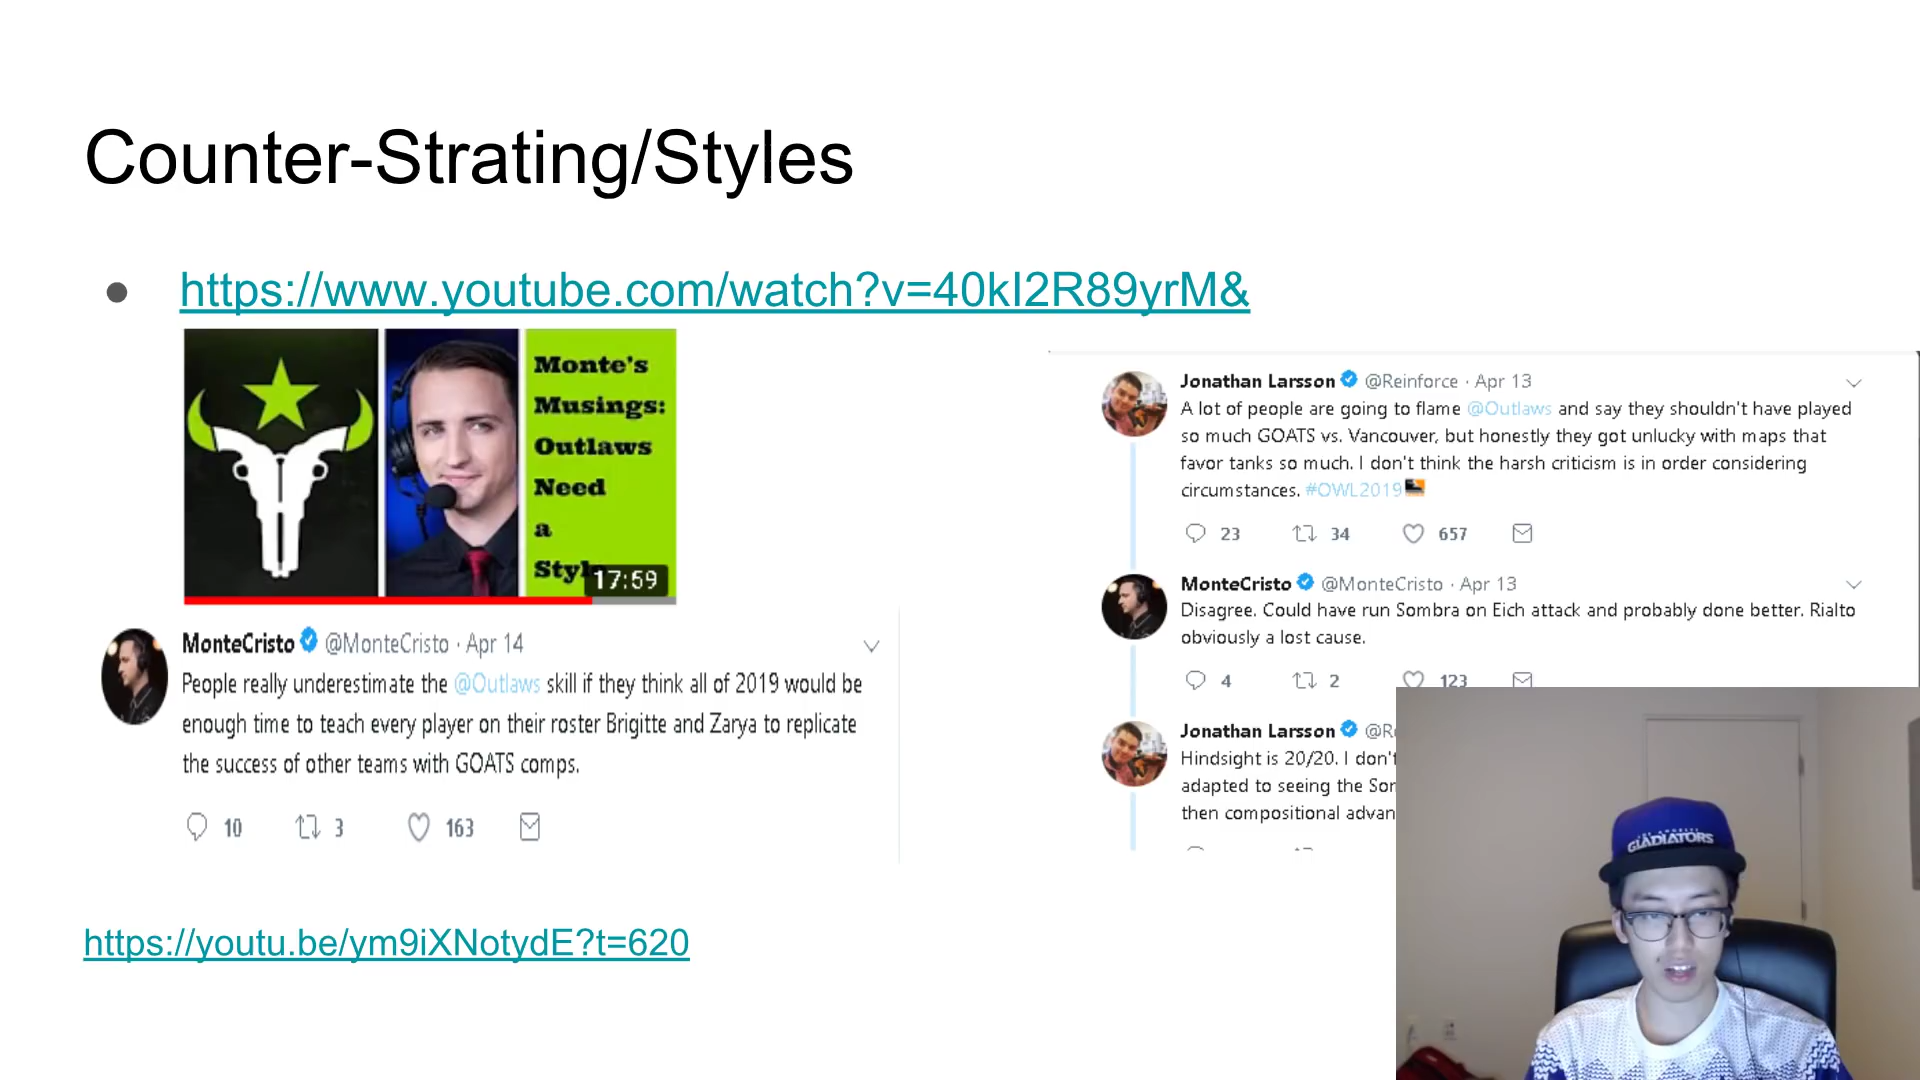 Counter-Strating/Styles
● https://www.youtube.com/watch?v=40kI2R89yrM&
Monte's
Musings:
Outlaws
Need
a
17:59
MonteCristo @MonteCristo · Apr 14
People really underestimate the @Outlaws skill if they think all of 2019 would be
enough time to teach every player on their roster Brigitte and Zarya to replicate
the success of other teams with GOATS comps.
10 3 163
https://youtu.be/ym9iXNotydE?t=620
Jonathan Larsson @Reinforce · Apr 13
A lot of people are going to flame @Outlaws and say they shouldn't have played
so much GOATS vs. Vancouver, but honestly they got unlucky with maps that
favor tanks so much. I don't think the harsh criticism is in order considering
circumstances. #OWL2019
23 34 657
MonteCristo @MonteCristo · Apr 13
Disagree. Could have run Sombra on Eich attack and probably done better. Rialto
obviously a lost cause.
4 2 123
Jonathan Larsson
Hindsight is 20/20. I don't
adapted to seeing the
then compositional
GLADIATORS